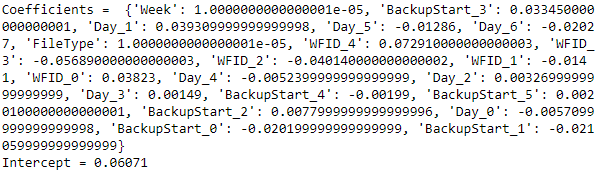 Coefficients =  {'Week': 1.0000000000000001e-05, 'BackupStart_3': 0.033450000
000000001, 'Day_1': 0.039309999999999998, 'Day_5': -0.01286, 'Day_6': -0.0202
7, 'FileType': 1.0000000000000001e-05, 'WFID_4': 0.072910000000000003, 'WFID_
3': -0.056890000000000003, 'WFID_2': -0.040140000000000002, 'WFID_1': -0.014
1, 'WFID_0': 0.03823, 'Day_4': -0.0052399999999999999, 'Day_2': 0.00326999999
99999999, 'Day_3': 0.00149, 'BackupStart_4': -0.00199, 'BackupStart_5': 0.002
0100000000000001, 'BackupStart_2': 0.0077999999999999996, 'Day_0': -0.0057099
999999999998, 'BackupStart_0': -0.020199999999999999, 'BackupStart_1': -0.021
059999999999999}
Intercept = 0.06071